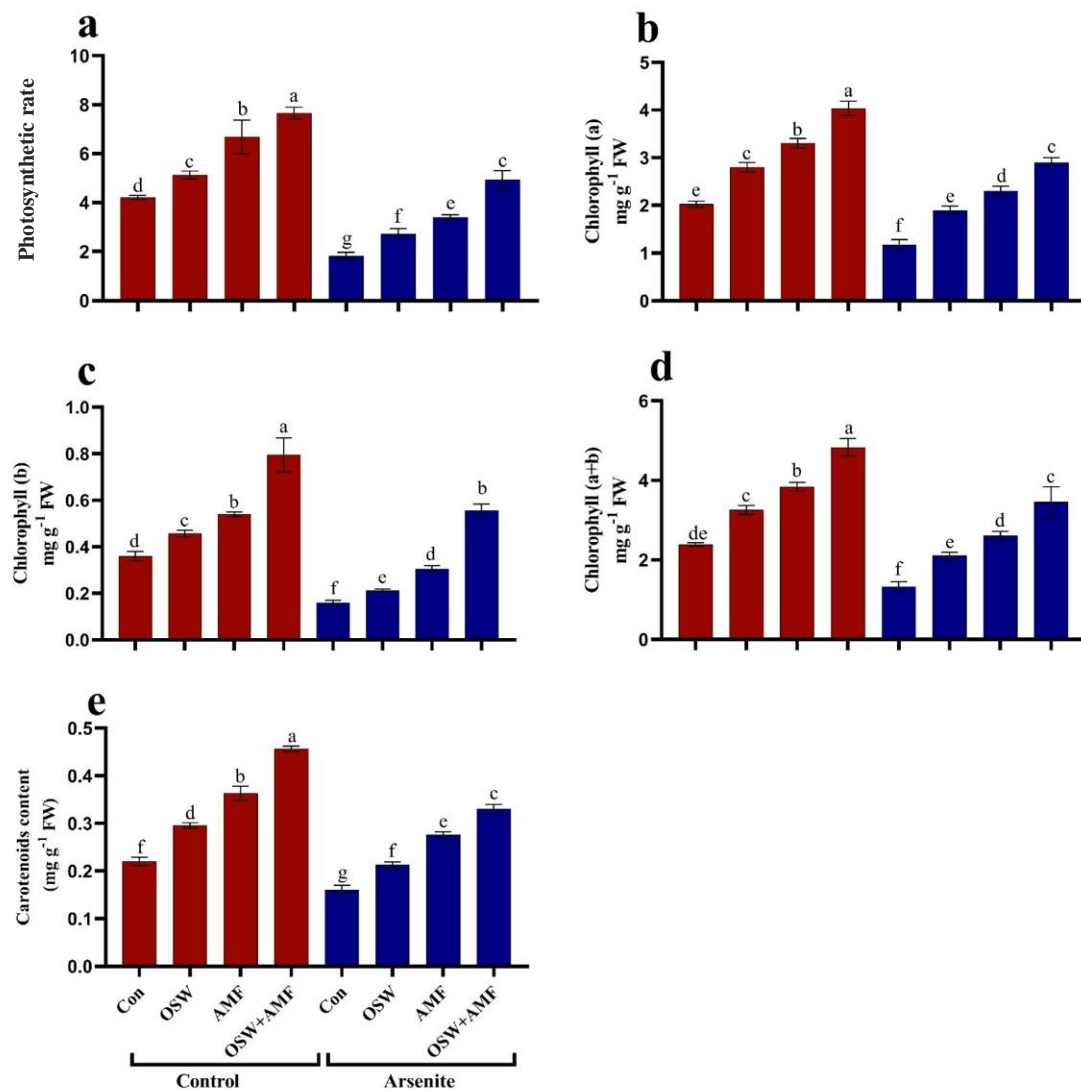 a
Photosynthetic rate
10
8
6
4
2
0
d
c
b
a
g
f
e
c
b
Chlorophyll (a)
mg g⁻¹ FW
5
4
3
2
1
0
e
c
b
a
f
e
d
c
c
Chlorophyll (b)
mg g⁻¹ FW
1.0
0.8
0.6
0.4
0.2
0.0
d
c
b
a
f
e
d
b
d
Chlorophyll (a+b)
mg g⁻¹ FW
6
4
2
0
de
c
b
a
f
e
d
c
e
Carotenoids content
(mg g⁻¹ FW)
0.5
0.4
0.3
0.2
0.1
0.0
f
d
b
a
g
f
e
c
Con
OSW
AMF
OSW+AMF
Con
OSW
AMF
OSW+AMF
Control
Arsenite